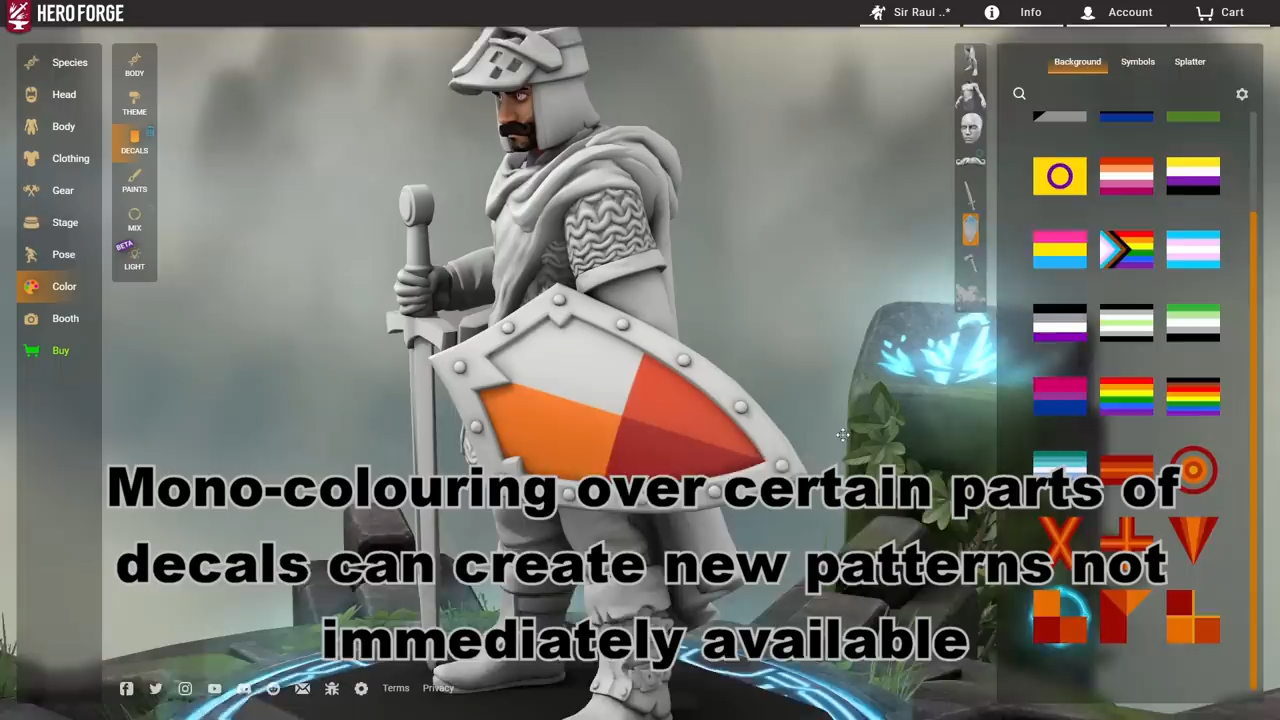 HERO FORGE
Sir Raul ..*
Info
Account
Cart
Species
Head
Body
Clothing
Gear
Stage
Pose
Color
Booth
Buy
BODY
THEME
DECALS
PAINTS
MIX
BETA
LIGHT
Background
Symbols
Splatter
Mono-colouring over certain parts of
decals can create new patterns not
immediately available
Terms
Privacy